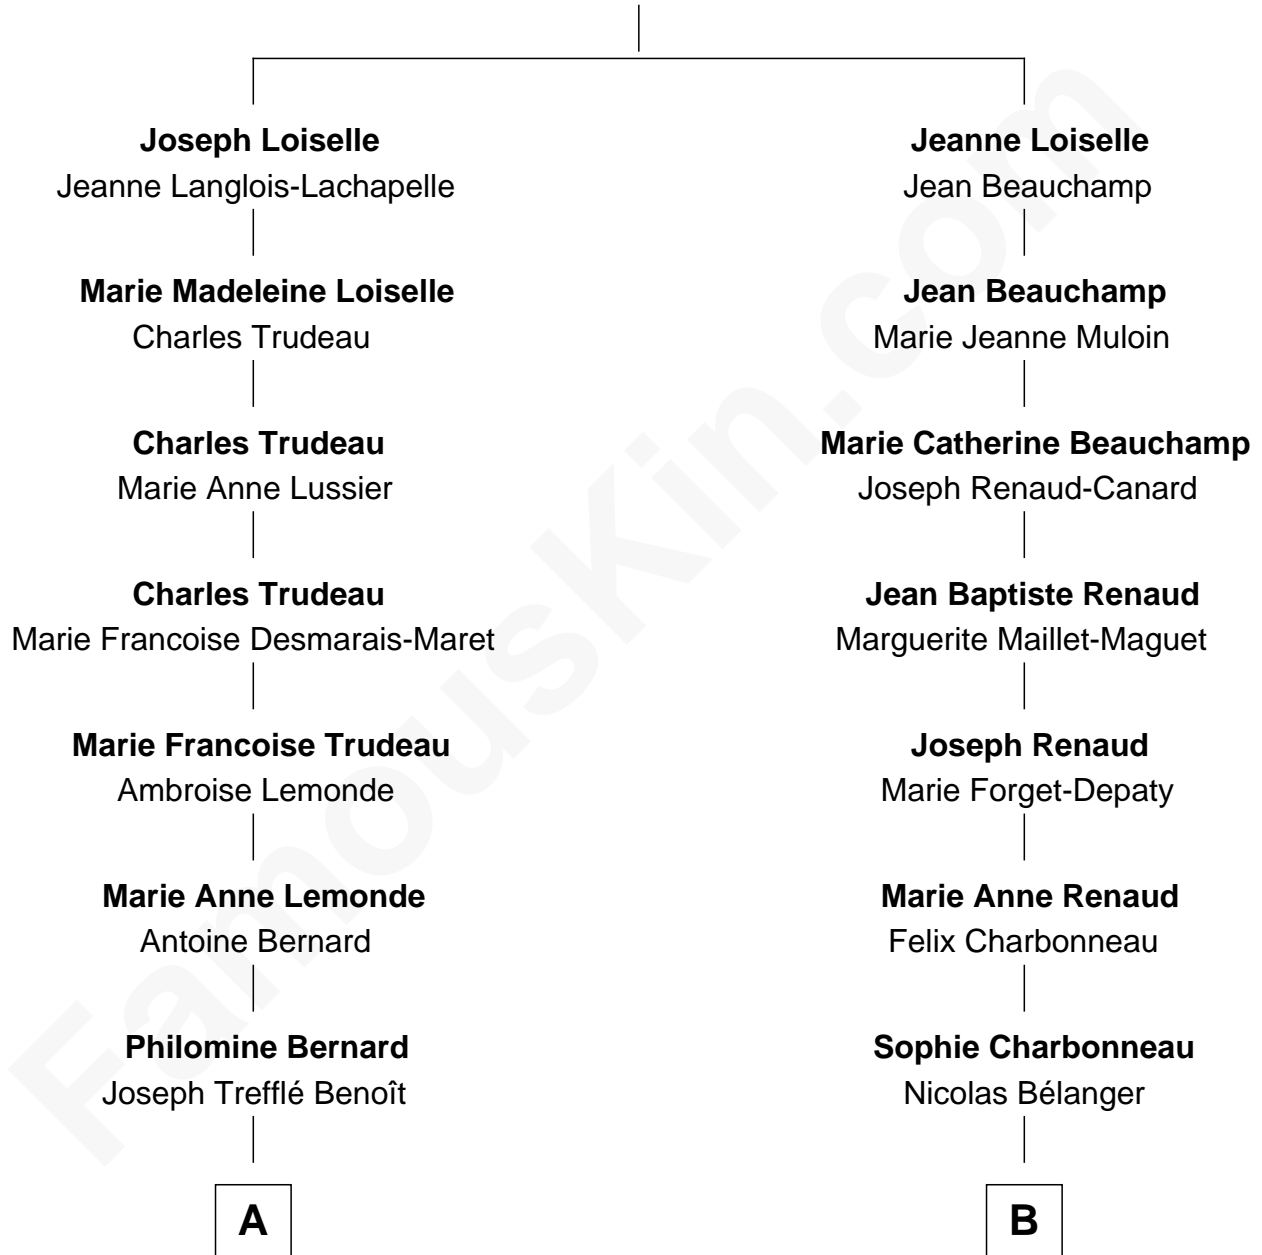 Joseph Loiselle
Jeanne Langlois-Lachapelle
Marie Madeleine Loiselle
Charles Trudeau
Charles Trudeau
Marie Anne Lussier
Charles Trudeau
Marie Francoise Desmarais-Maret
Marie Francoise Trudeau
Ambroise Lemonde
Marie Anne Lemonde
Antoine Bernard
Philomine Bernard
Joseph Trefflé Benoît
A
Jeanne Loiselle
Jean Beauchamp
Jean Beauchamp
Marie Jeanne Muloin
Marie Catherine Beauchamp
Joseph Renaud-Canard
Jean Baptiste Renaud
Marguerite Maillet-Maguet
Joseph Renaud
Marie Forget-Depaty
Marie Anne Renaud
Felix Charbonneau
Sophie Charbonneau
Nicolas Bélanger
B
FamousKin.com